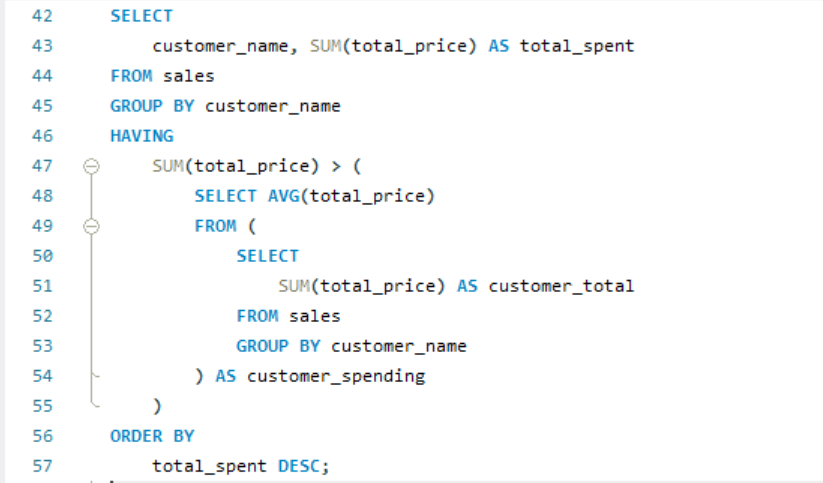 42 SELECT
43 customer_name, SUM(total_price) AS total_spent
44 FROM sales
45 GROUP BY customer_name
46 HAVING
47 SUM(total_price) > (
48 SELECT AVG(total_price)
49 FROM (
50 SELECT
51 SUM(total_price) AS customer_total
52 FROM sales
53 GROUP BY customer_name
54 ) AS customer_spending
55 )
56 ORDER BY
57 total_spent DESC;